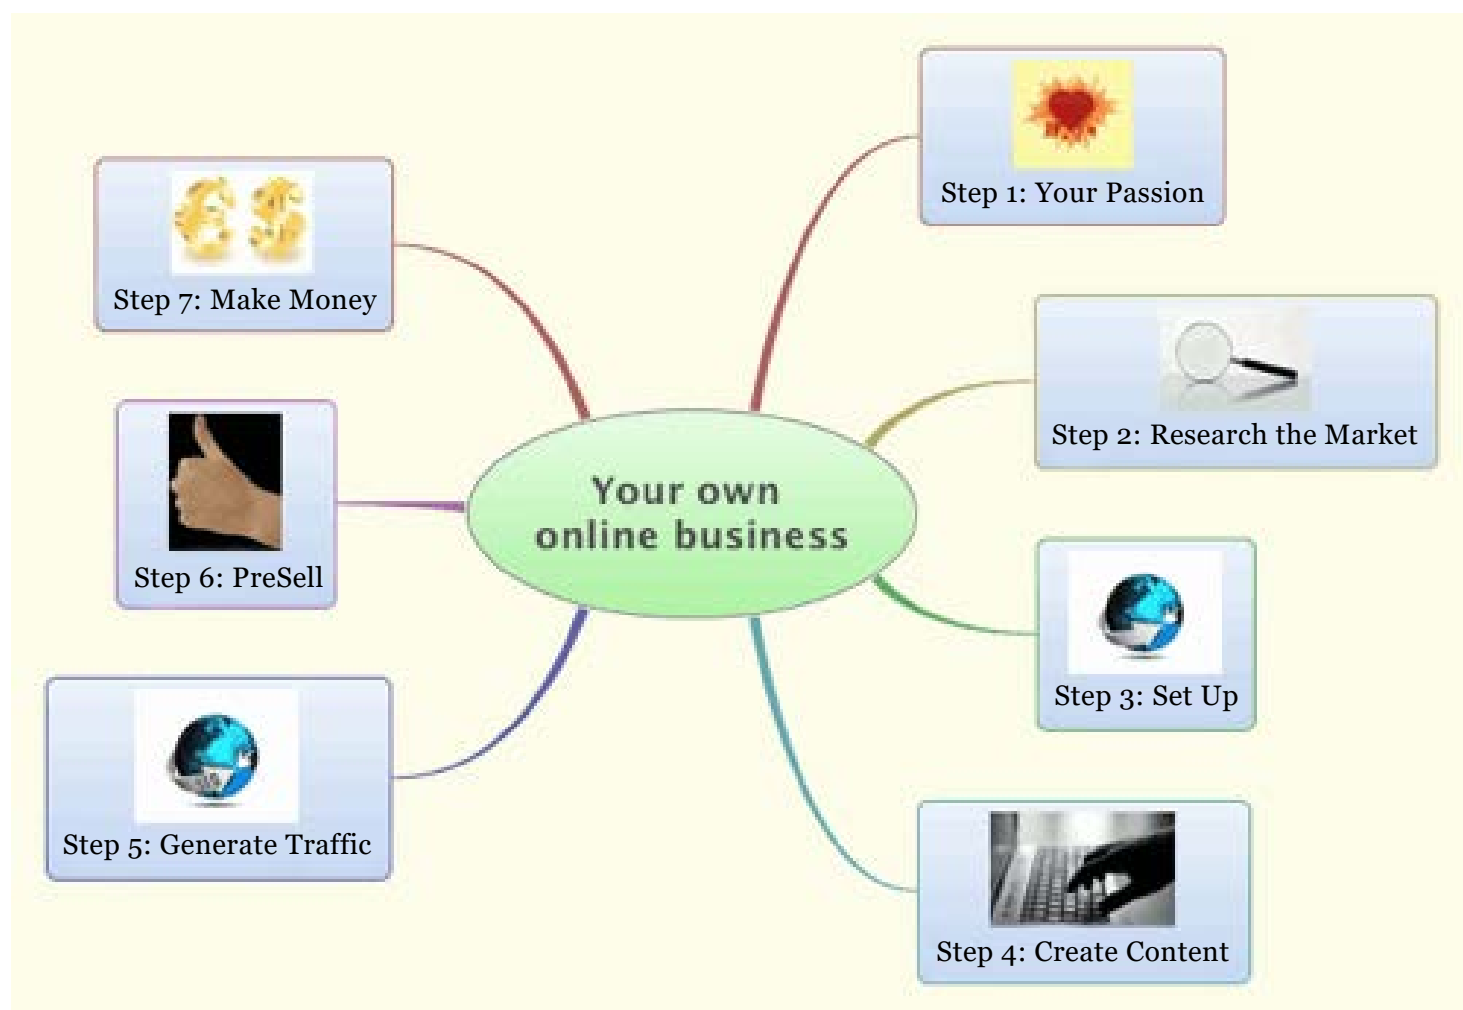 Step 1: Your Passion
Step 2: Research the Market
Step 3: Set Up
Step 4: Create Content
Step 5: Generate Traffic
Step 6: PreSell
Step 7: Make Money
Your own
online business